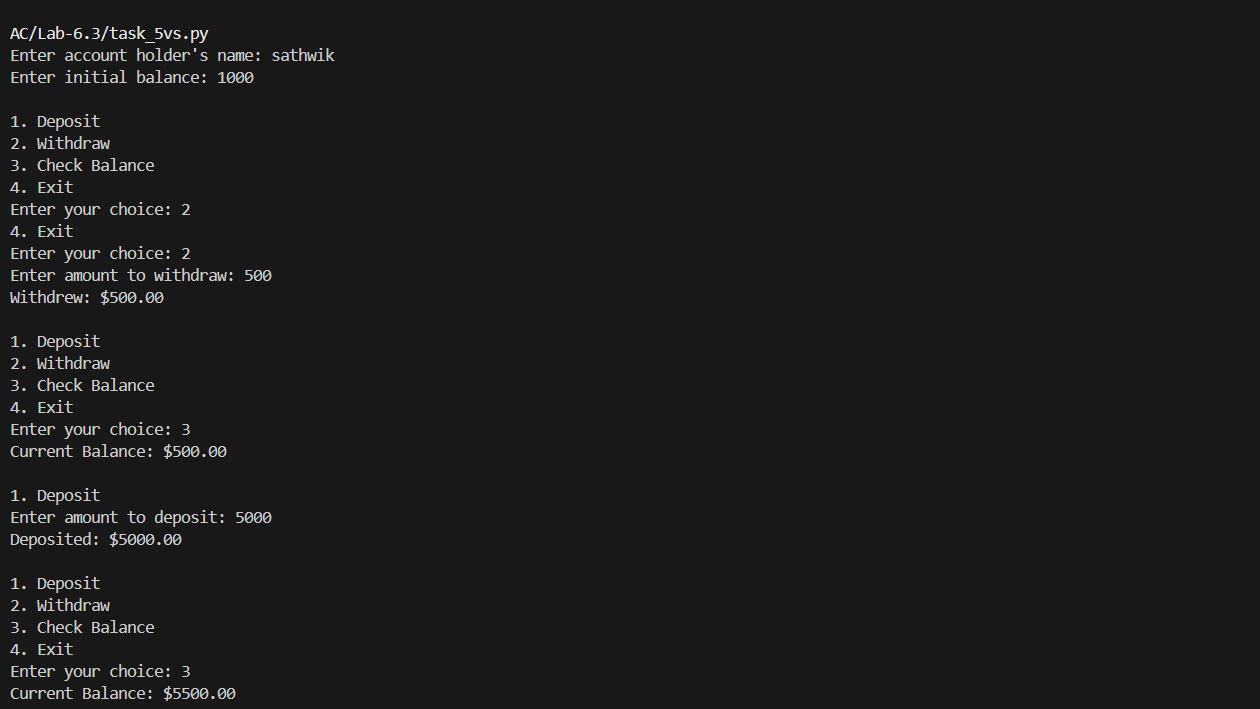 AC/Lab-6.3/task_5vs.py
Enter account holder's name: sathwik
Enter initial balance: 1000
1. Deposit
2. Withdraw
3. Check Balance
4. Exit
Enter your choice: 2
4. Exit
Enter your choice: 2
Enter amount to withdraw: 500
Withdrew: $500.00
1. Deposit
2. Withdraw
3. Check Balance
4. Exit
Enter your choice: 3
Current Balance: $500.00
1. Deposit
Enter amount to deposit: 5000
Deposited: $5000.00
1. Deposit
2. Withdraw
3. Check Balance
4. Exit
Enter your choice: 3
Current Balance: $5500.00